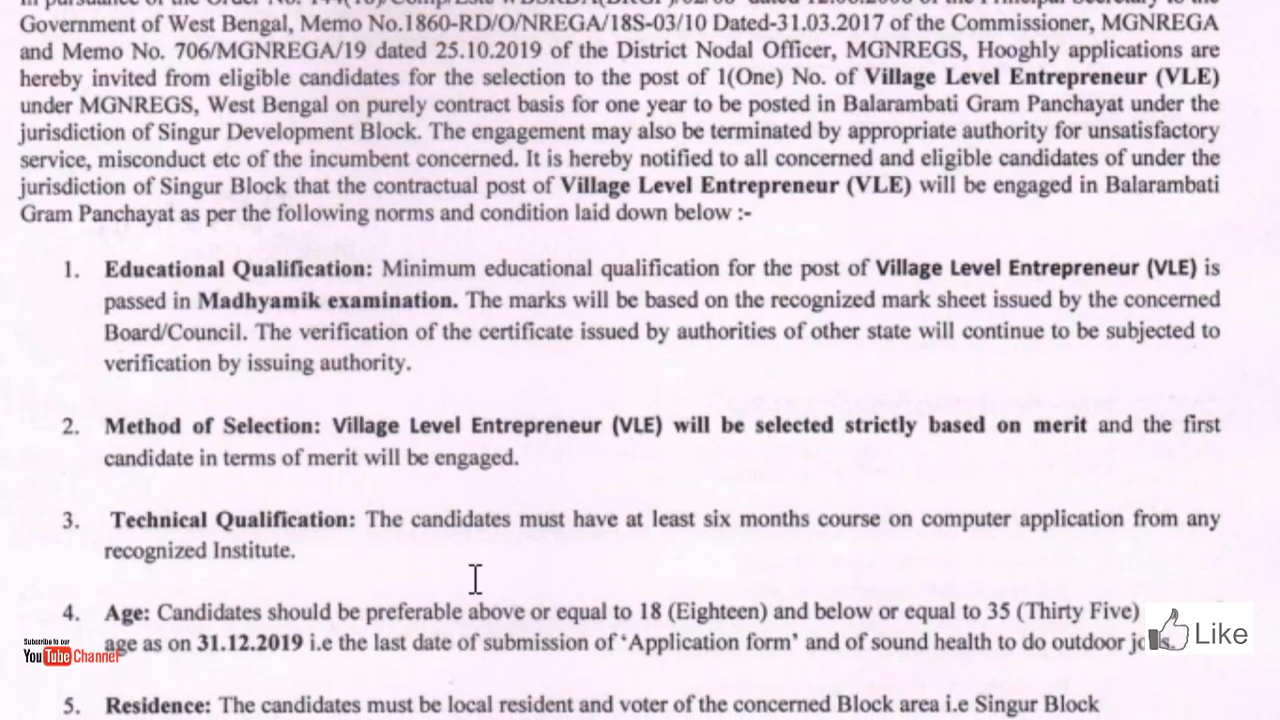 Government of West Bengal, Memo No.1860-RD/O/NREGA/18S-03/10 Dated-31.03.2017 of the Commissioner, MGNREGA
and Memo No. 706/MGNREGA/19 dated 25.10.2019 of the District Nodal Officer, MGNREGS, Hooghly applications are
hereby invited from eligible candidates for the selection to the post of 1(One) No. of Village Level Entrepreneur (VLE)
under MGNREGS, West Bengal on purely contract basis for one year to be posted in Balarambati Gram Panchayat under the
jurisdiction of Singur Development Block. The engagement may also be terminated by appropriate authority for unsatisfactory
service, misconduct etc of the incumbent concerned. It is hereby notified to all concerned and eligible candidates of under the
jurisdiction of Singur Block that the contractual post of Village Level Entrepreneur (VLE) will be engaged in Balarambati
Gram Panchayat as per the following norms and condition laid down below :-
1. Educational Qualification: Minimum educational qualification for the post of Village Level Entrepreneur (VLE) is
passed in Madhyamik examination. The marks will be based on the recognized mark sheet issued by the concerned
Board/Council. The verification of the certificate issued by authorities of other state will continue to be subjected to
verification by issuing authority.
2. Method of Selection: Village Level Entrepreneur (VLE) will be selected strictly based on merit and the first
candidate in terms of merit will be engaged.
3. Technical Qualification: The candidates must have at least six months course on computer application from any
recognized Institute.
4. Age: Candidates should be preferable above or equal to 18 (Eighteen) and below or equal to 35 (Thirty Five)
age as on 31.12.2019 i.e the last date of submission of ‘Application form’ and of sound health to do outdoor
Like
Subscribe to our
YouTube Channel
5. Residence: The candidates must be local resident and voter of the concerned Block area i.e Singur Block